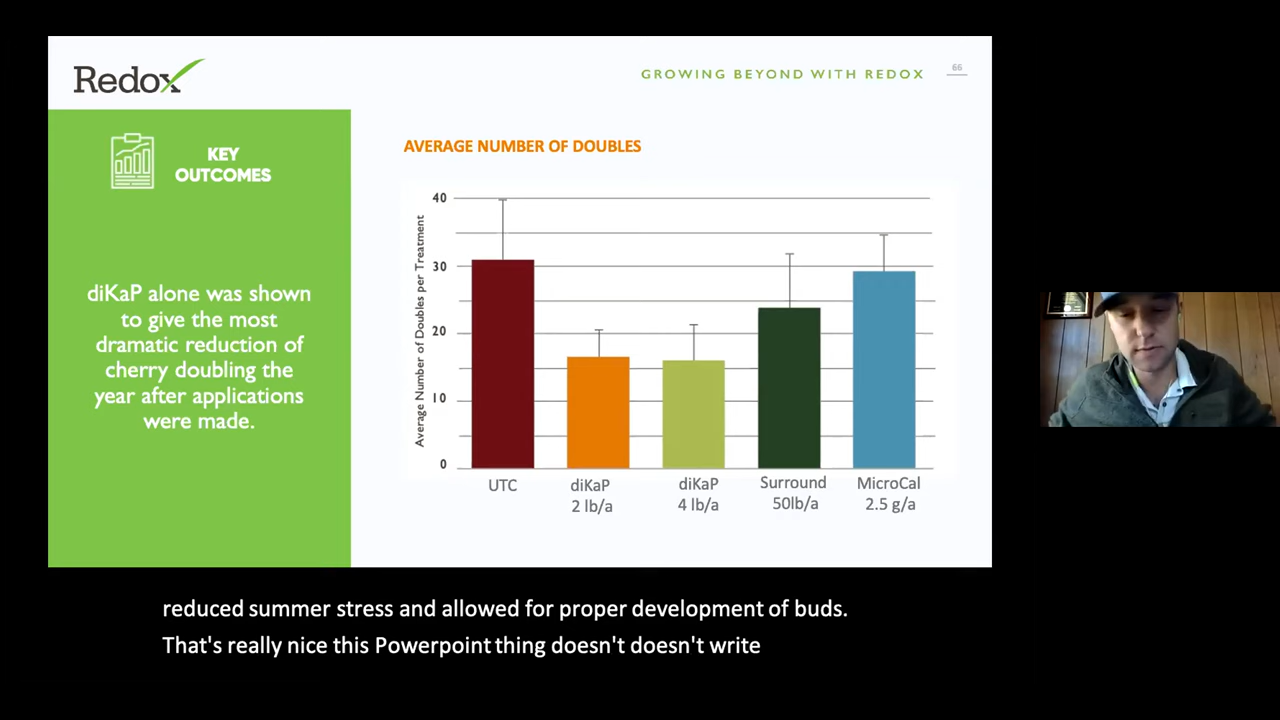 Redox
GROWING BEYOND WITH REDOX
66
KEY
OUTCOMES
diKaP alone was shown
to give the most
dramatic reduction of
cherry doubling the
year after applications
were made.
AVERAGE NUMBER OF DOUBLES
Average Number of Doubles per Treatment
40
30
20
10
0
UTC
diKaP
2 lb/a
diKaP
4 lb/a
Surround
50lb/a
MicroCal
2.5 g/a
reduced summer stress and allowed for proper development of buds.
That's really nice this Powerpoint thing doesn't doesn't write